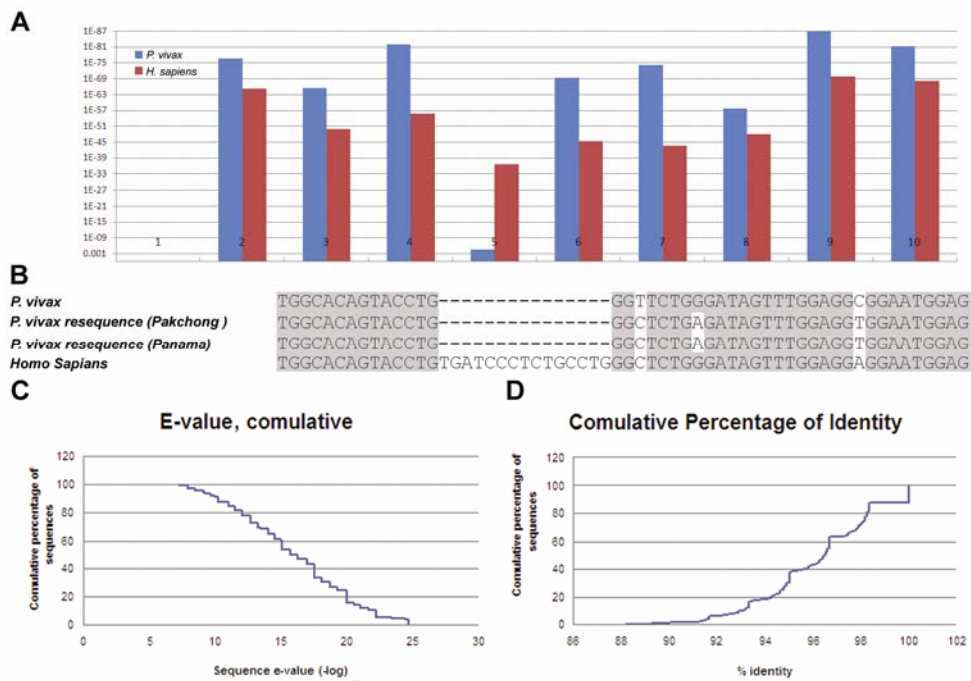 A
1E-87
1E-81
1E-75
1E-69
1E-63
1E-57
1E-51
1E-45
1E-39
1E-33
1E-27
1E-21
1E-15
1E-09
0.001
P. vivax
H. sapiens
1 2 3 4 5 6 7 8 9 10
B
P. vivax TGGCACAGTACCTG---------------GGTTCTGGGATAGTTTGGAGGCGGAATGGAG
P. vivax resequence (Pakchong ) TGGCACAGTACCTG---------------GGCTCTGAGATAGTTTGGAGGTGGAATGGAG
P. vivax resequence (Panama) TGGCACAGTACCTG---------------GGCTCTGAGATAGTTTGGAGGTGGAATGGAG
Homo Sapians TGGCACAGTACCTGTGATCCCTCTGCCTGGGCTCTGGGATAGTTTGGAGGAGGAATGGAG
C
E-value, comulative
Comulative percentage of
sequences
120
100
80
60
40
20
0
0 5 10 15 20 25 30
Sequence e-value (-log)
D
Comulative Percentage of Identity
Comulative percentage of
sequences
120
100
80
60
40
20
0
86 88 90 92 94 96 98 100 102
% identity